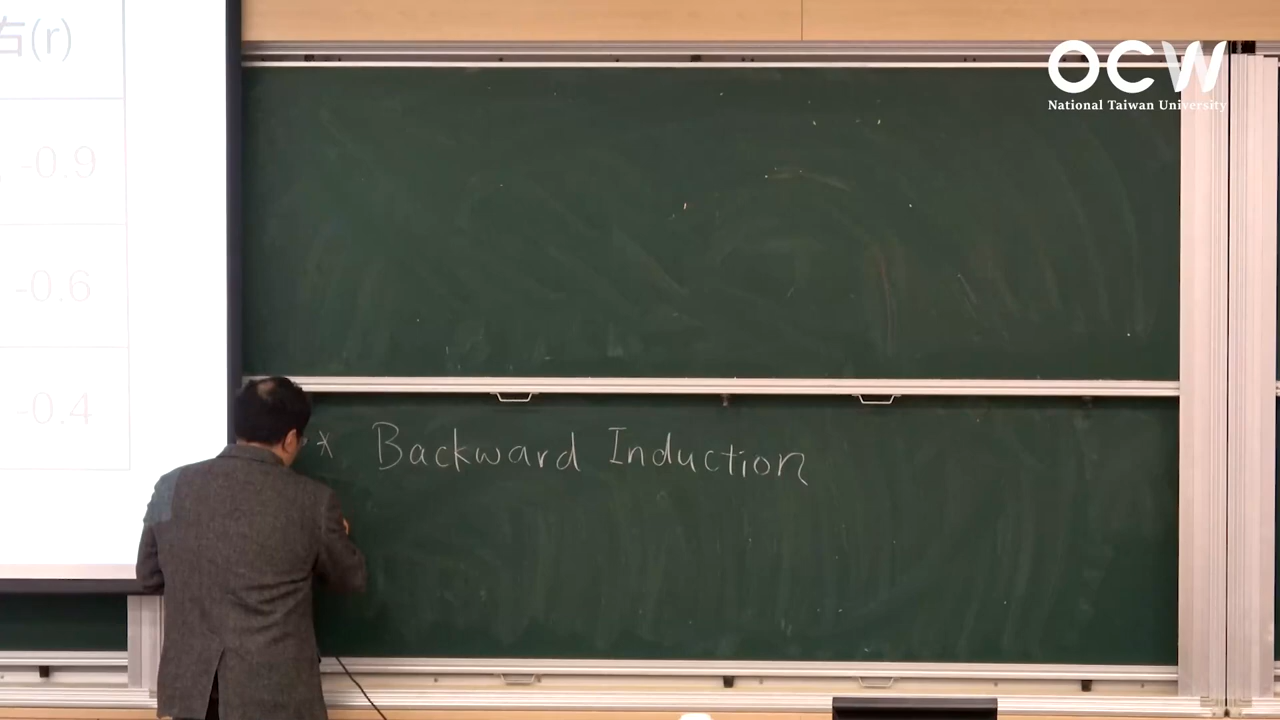 右(r)
-0.9
-0.6
-0.4
OCW
National Taiwan University
* Backward Induction